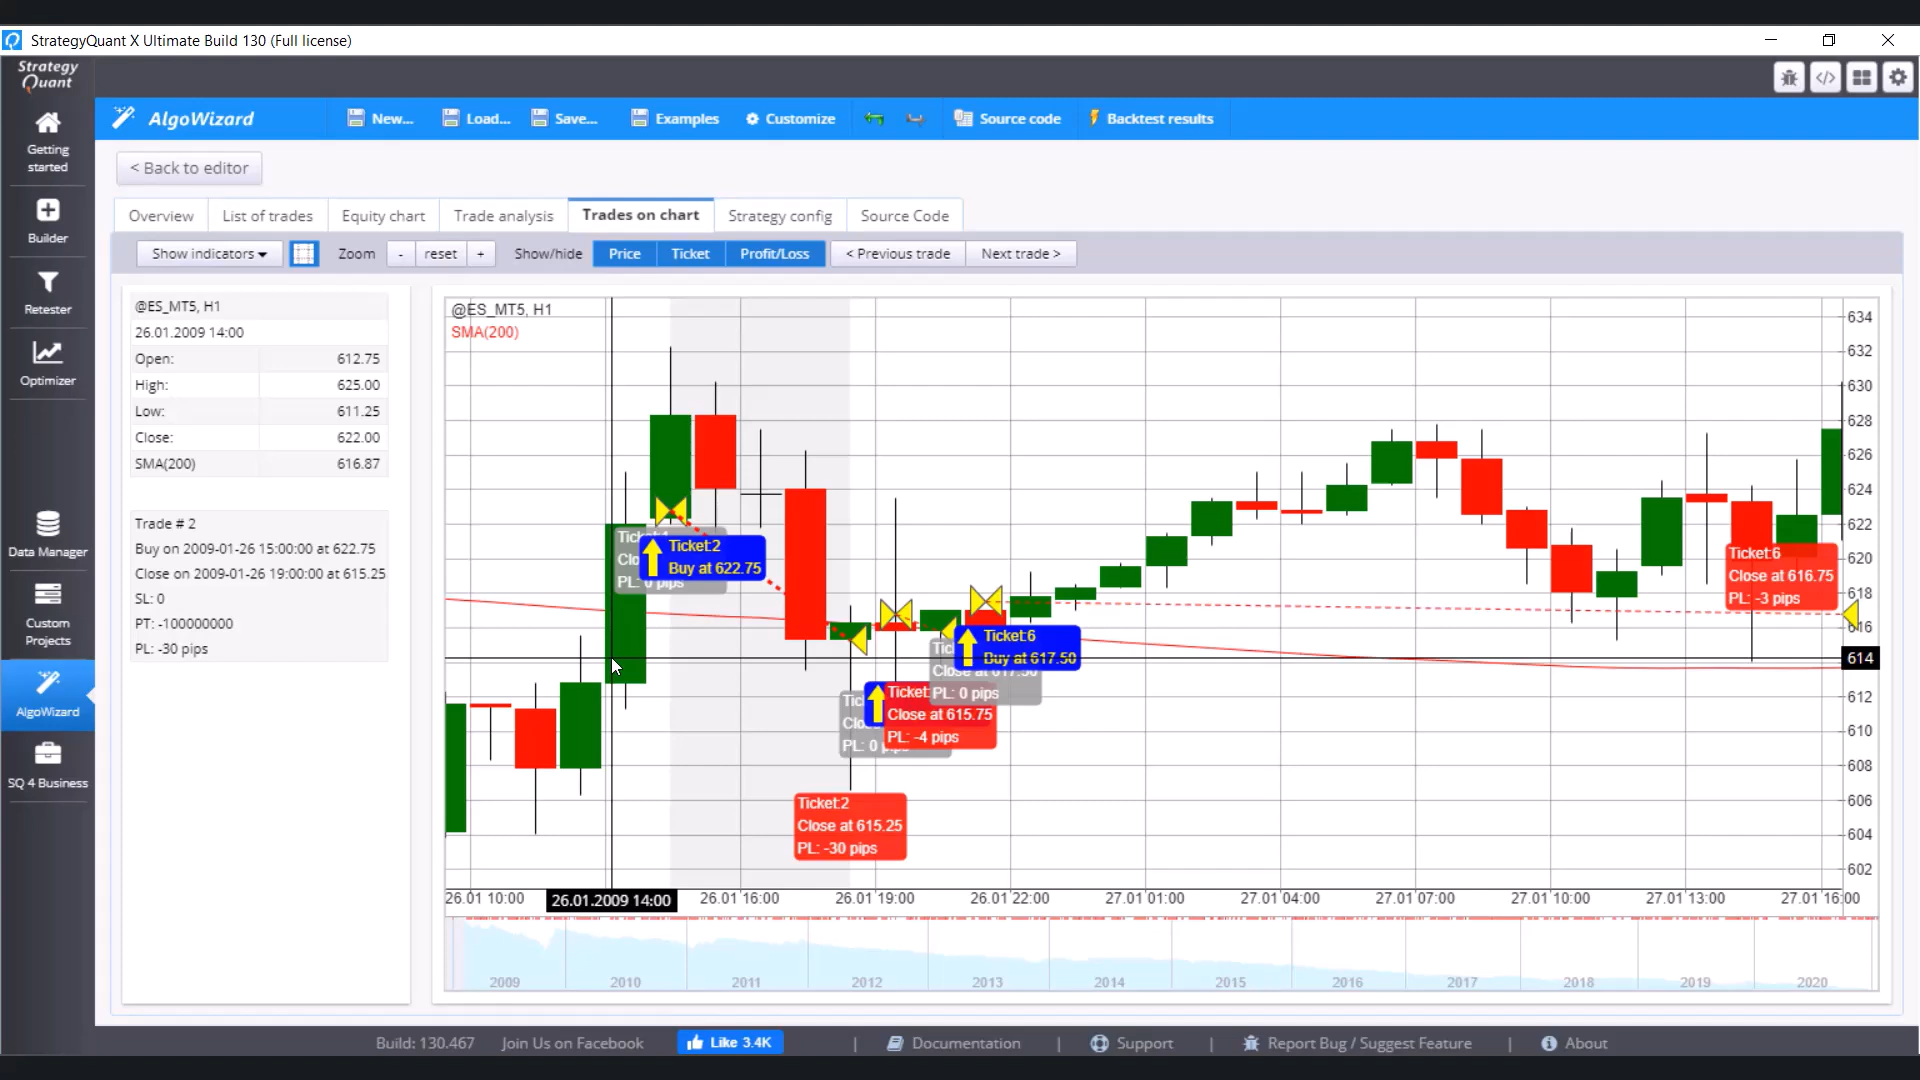 StrategyQuant X Ultimate Build 130 (Full license)
Strategy
Quant
Getting
started
Builder
Retester
Optimizer
Data Manager
Custom
Projects
AlgoWizard
SQ 4 Business
AlgoWizard
New...
Load...
Save...
Examples
Customize
Source code
Backtest results
< Back to editor
Overview
List of trades
Equity chart
Trade analysis
Trades on chart
Strategy config
Source Code
Show indicators
Zoom
-
reset
+
Show/hide
Price
Ticket
Profit/Loss
< Previous trade
Next trade >
@ES_MT5, H1
26.01.2009 14:00
Open: 612.75
High: 625.00
Low: 611.25
Close: 622.00
SMA(200) 616.87
Trade # 2
Buy on 2009-01-26 15:00:00 at 622.75
Close on 2009-01-26 19:00:00 at 615.25
SL: 0
PT: -100000000
PL: -30 pips
@ES_MT5, H1
SMA(200)
Ticket:2
Buy at 622.75
PL: 0 pips
Ticket:6
Buy at 617.50
Close at 617.50
PL: 0 pips
Ticket
Close at 615.75
PL: -4 pips
PL: 0 pips
Ticket:2
Close at 615.25
PL: -30 pips
Ticket:6
Close at 616.75
PL: -3 pips
634
632
630
628
626
624
622
620
618
616
614
612
610
608
606
604
602
26.01 10:00
26.01.2009 14:00
26.01 16:00
26.01 19:00
26.01 22:00
27.01 01:00
27.01 04:00
27.01 07:00
27.01 10:00
27.01 13:00
27.01 16:00
2009
2010
2011
2012
2013
2014
2015
2016
2017
2018
2019
2020
Build: 130.467
Join Us on Facebook
Like 3.4K
|
Documentation
|
Support
|
Report Bug / Suggest Feature
|
About